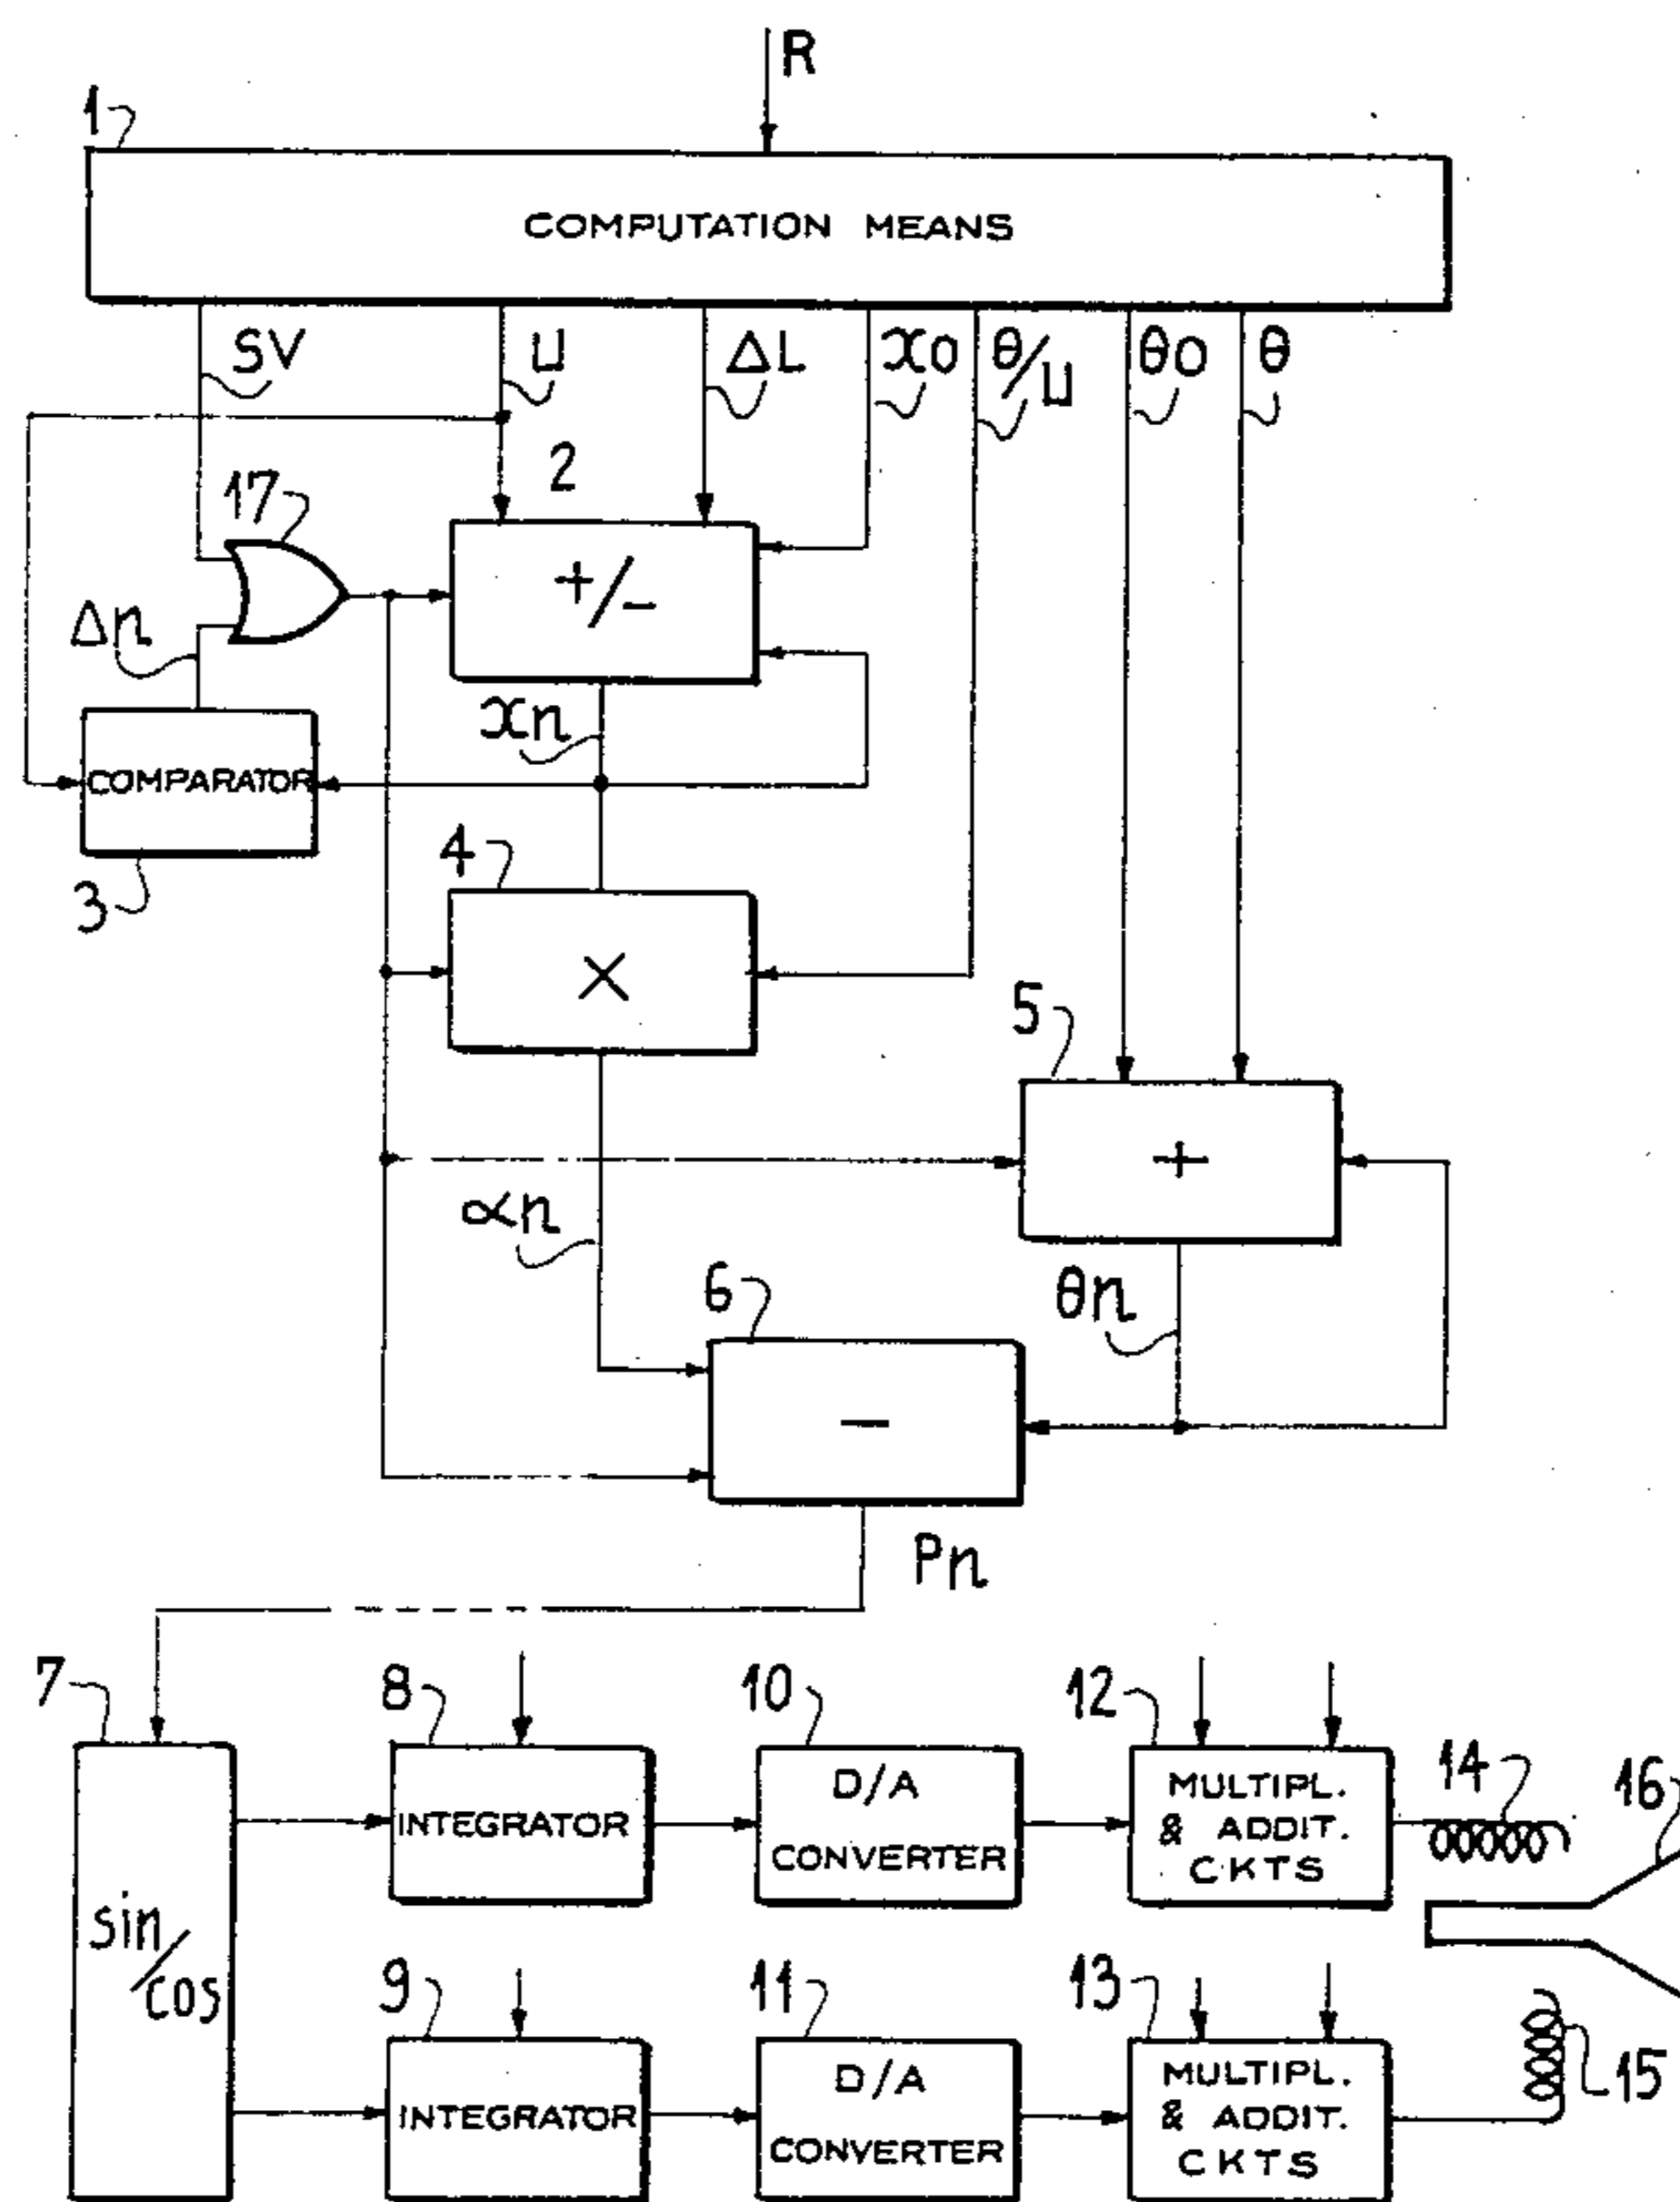 R
1
COMPUTATION MEANS
SV
u
ΔL
xo
θ/u
θo
θ
2
17
+/-
Δn
xn
COMPARATOR
3
4
×
5
+
αn
θn
6
-
Pn
7
8
10
12
14
16
INTEGRATOR
D/A
CONVERTER
MULTIPL.
& ADDIT.
CKTS
sin/cos
9
11
13
15
INTEGRATOR
D/A
CONVERTER
MULTIPL.
& ADDIT.
CKTS